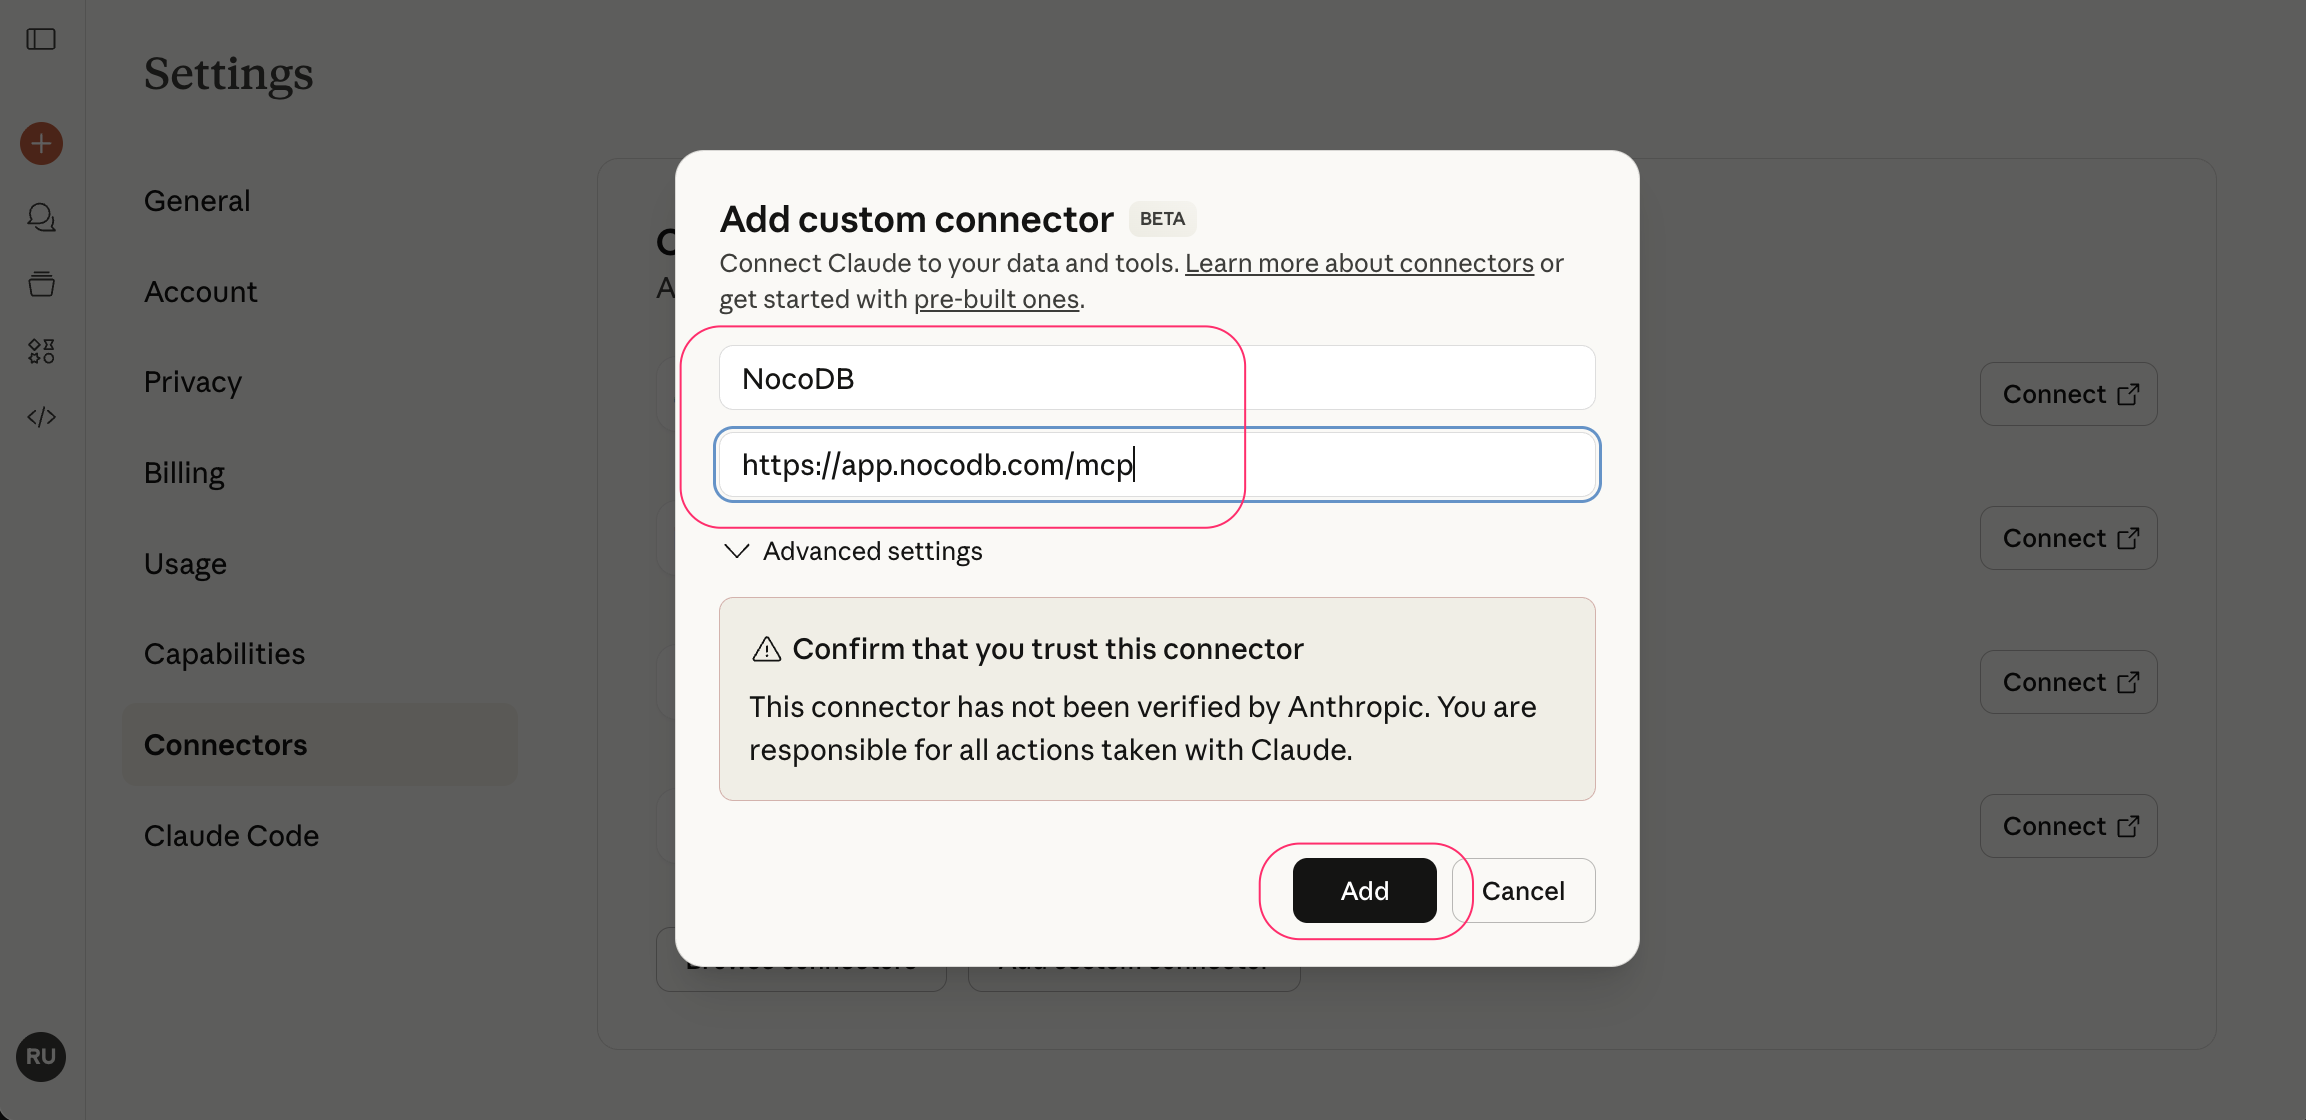 Settings
General
Account
Privacy
Billing
Usage
Capabilities
Connectors
Claude Code
RU
Add custom connector BETA
Connect Claude to your data and tools. Learn more about connectors or
get started with pre-built ones.
NocoDB
https://app.nocodb.com/mcp
Advanced settings
Confirm that you trust this connector
This connector has not been verified by Anthropic. You are
responsible for all actions taken with Claude.
Add
Cancel
Connect
Connect
Connect
Connect